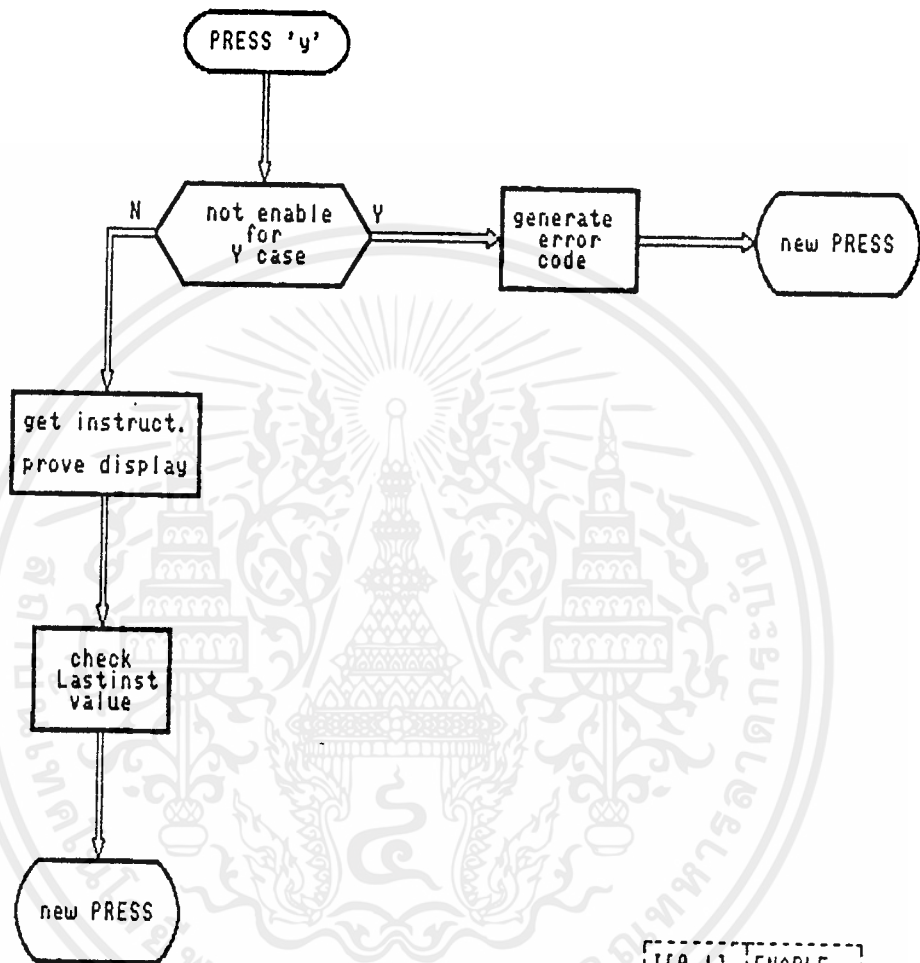 PRESS 'y'
N
not enable
for
Y case
Y
generate
error
code
new PRESS
get instruct.
prove display
check
Lastinst
value
new PRESS
ENABLE